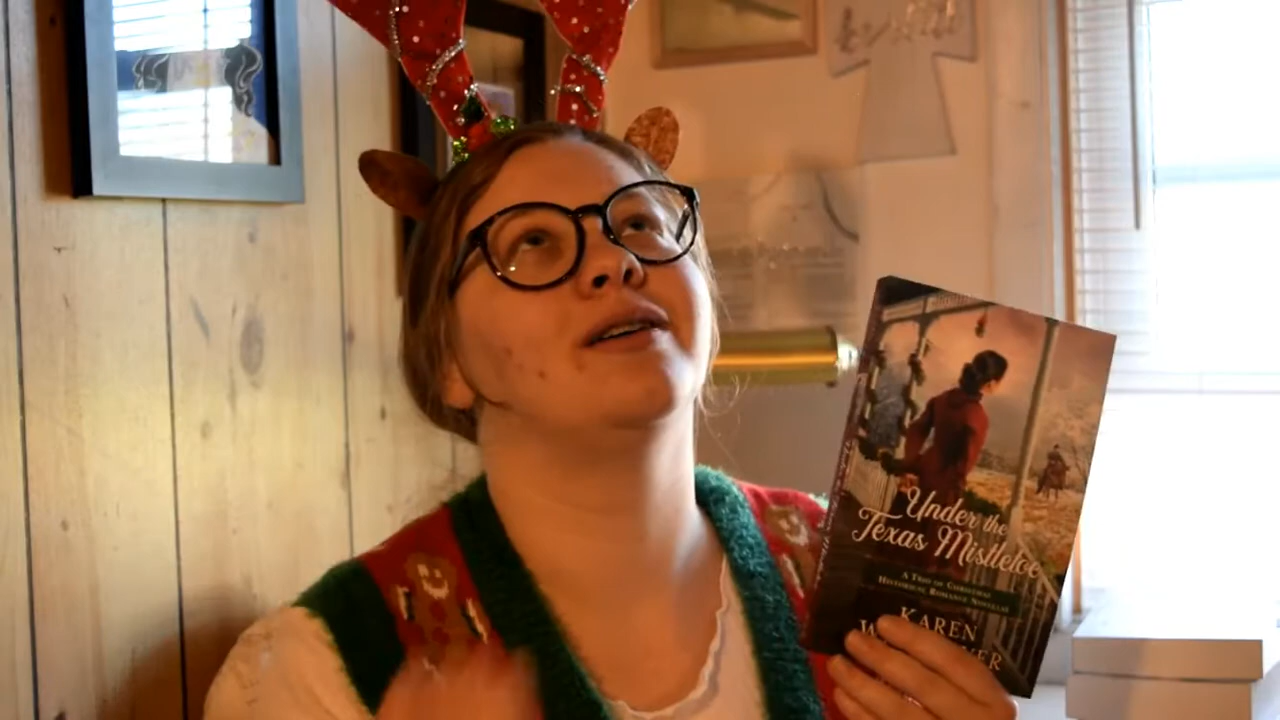 Under the
Texas Mistletoe
A Trio of Christmas
Historical Romance Novellas
Karen